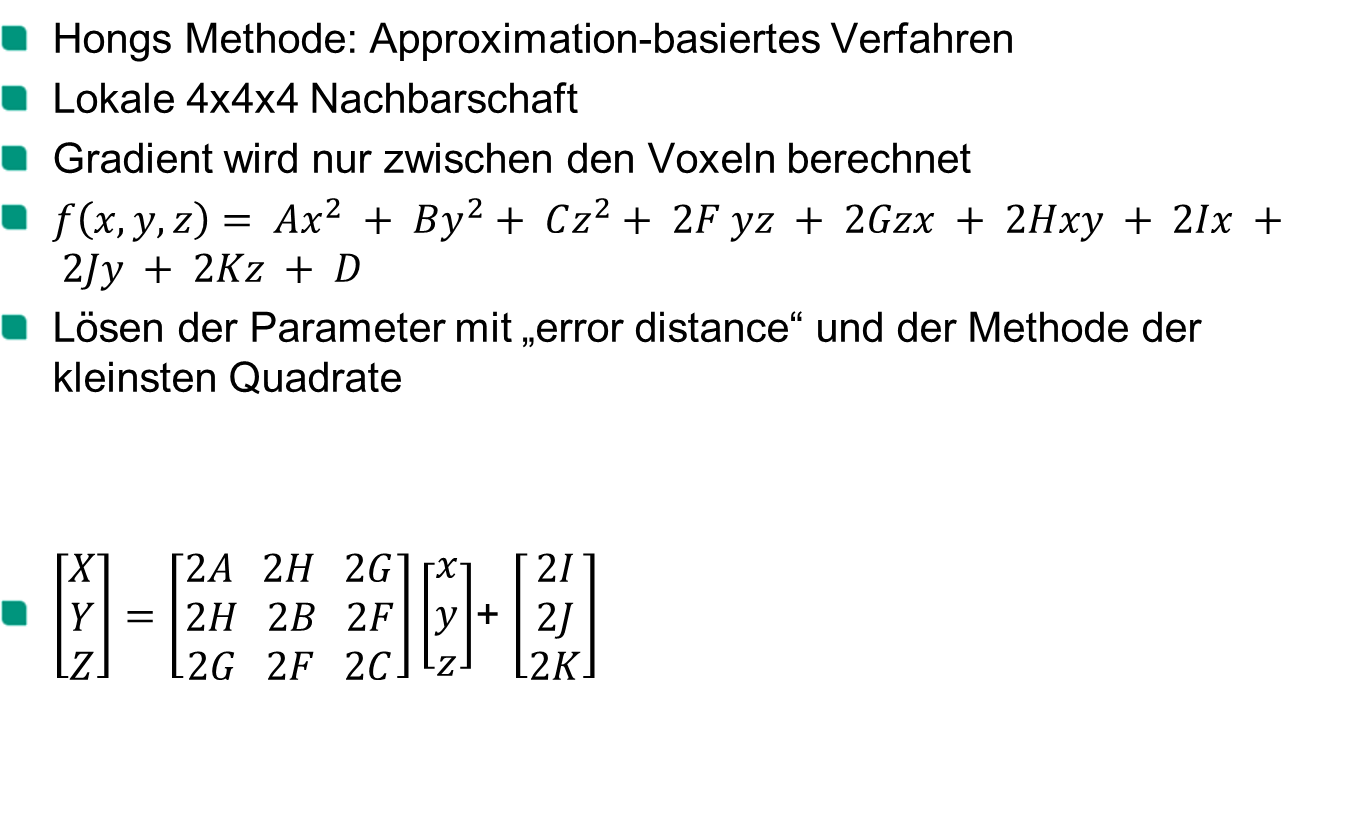 Hongs Methode: Approximation-basiertes Verfahren
Lokale 4x4x4 Nachbarschaft
Gradient wird nur zwischen den Voxeln berechnet
f(x, y, z) = Ax² + By² + Cz² + 2F yz + 2Gzx + 2Hxy + 2Ix +
2Jy + 2Kz + D
Lösen der Parameter mit „error distance“ und der Methode der
kleinsten Quadrate
[X] [2A 2H 2G] [x] [2I]
[Y] = [2H 2B 2F] [y] + [2J]
[Z] [2G 2F 2C] [z] [2K]